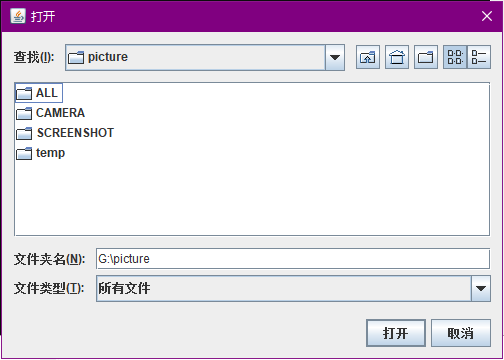 打开
查找(I): picture
ALL
CAMERA
SCREENSHOT
temp
文件夹名(N): G:\picture
文件类型(T): 所有文件
打开 取消